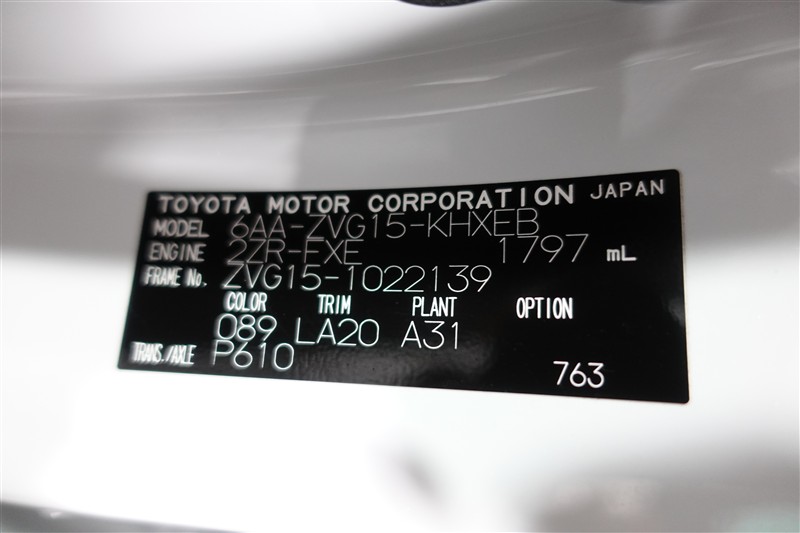 TOYOTA MOTOR CORPORATION JAPAN
MODEL 6AA-ZVG15-KHXEB
ENGINE 2ZR-FXE 1797 mL
FRAME No. ZVG15-1022139
COLOR TRIM PLANT OPTION
089 LA20 A31
TRANS./AXLE P610
763